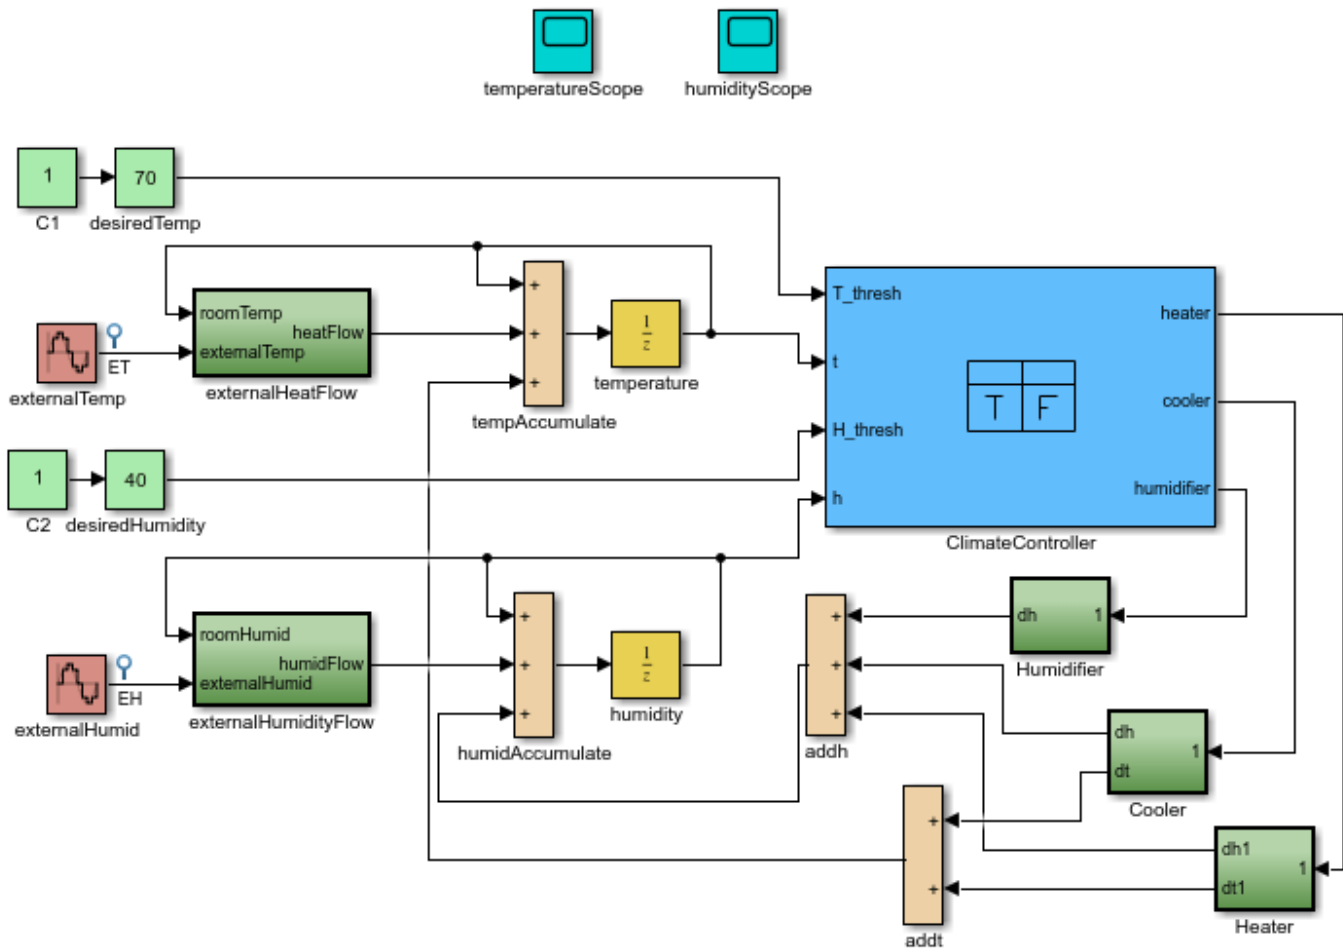 temperatureScope
humidityScope
1
C1
70
desiredTemp
roomTemp
heatFlow
externalTemp
externalHeatFlow
ET
externalTemp
+
+
+
tempAccumulate
1
z
temperature
T_thresh
t
H_thresh
h
T F
heater
cooler
humidifier
ClimateController
1
C2
40
desiredHumidity
roomHumid
humidFlow
externalHumid
externalHumidityFlow
EH
externalHumid
+
+
+
humidAccumulate
1
z
humidity
+
+
+
addh
dh 1
Humidifier
dh
1
dt
Cooler
+
+
addt
dh1
1
dt1
Heater